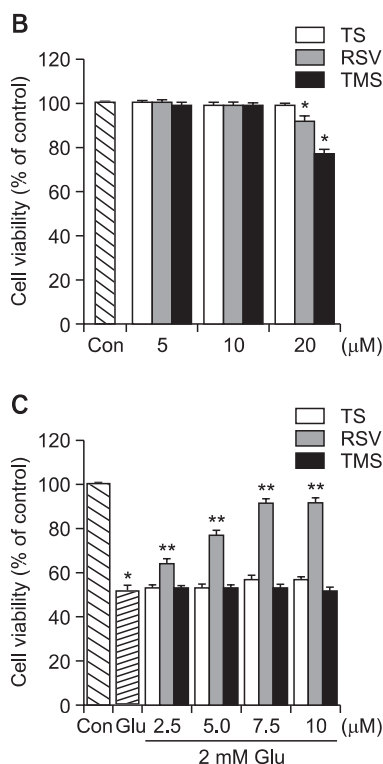 B
TS
RSV
TMS
Cell viability (% of control)
120
100
80
60
40
20
0
*
*
Con 5 10 20 (μM)
C
TS
RSV
TMS
Cell viability (% of control)
120
100
80
60
40
20
0
*
**
**
**
**
Con Glu 2.5 5.0 7.5 10 (μM)
2 mM Glu